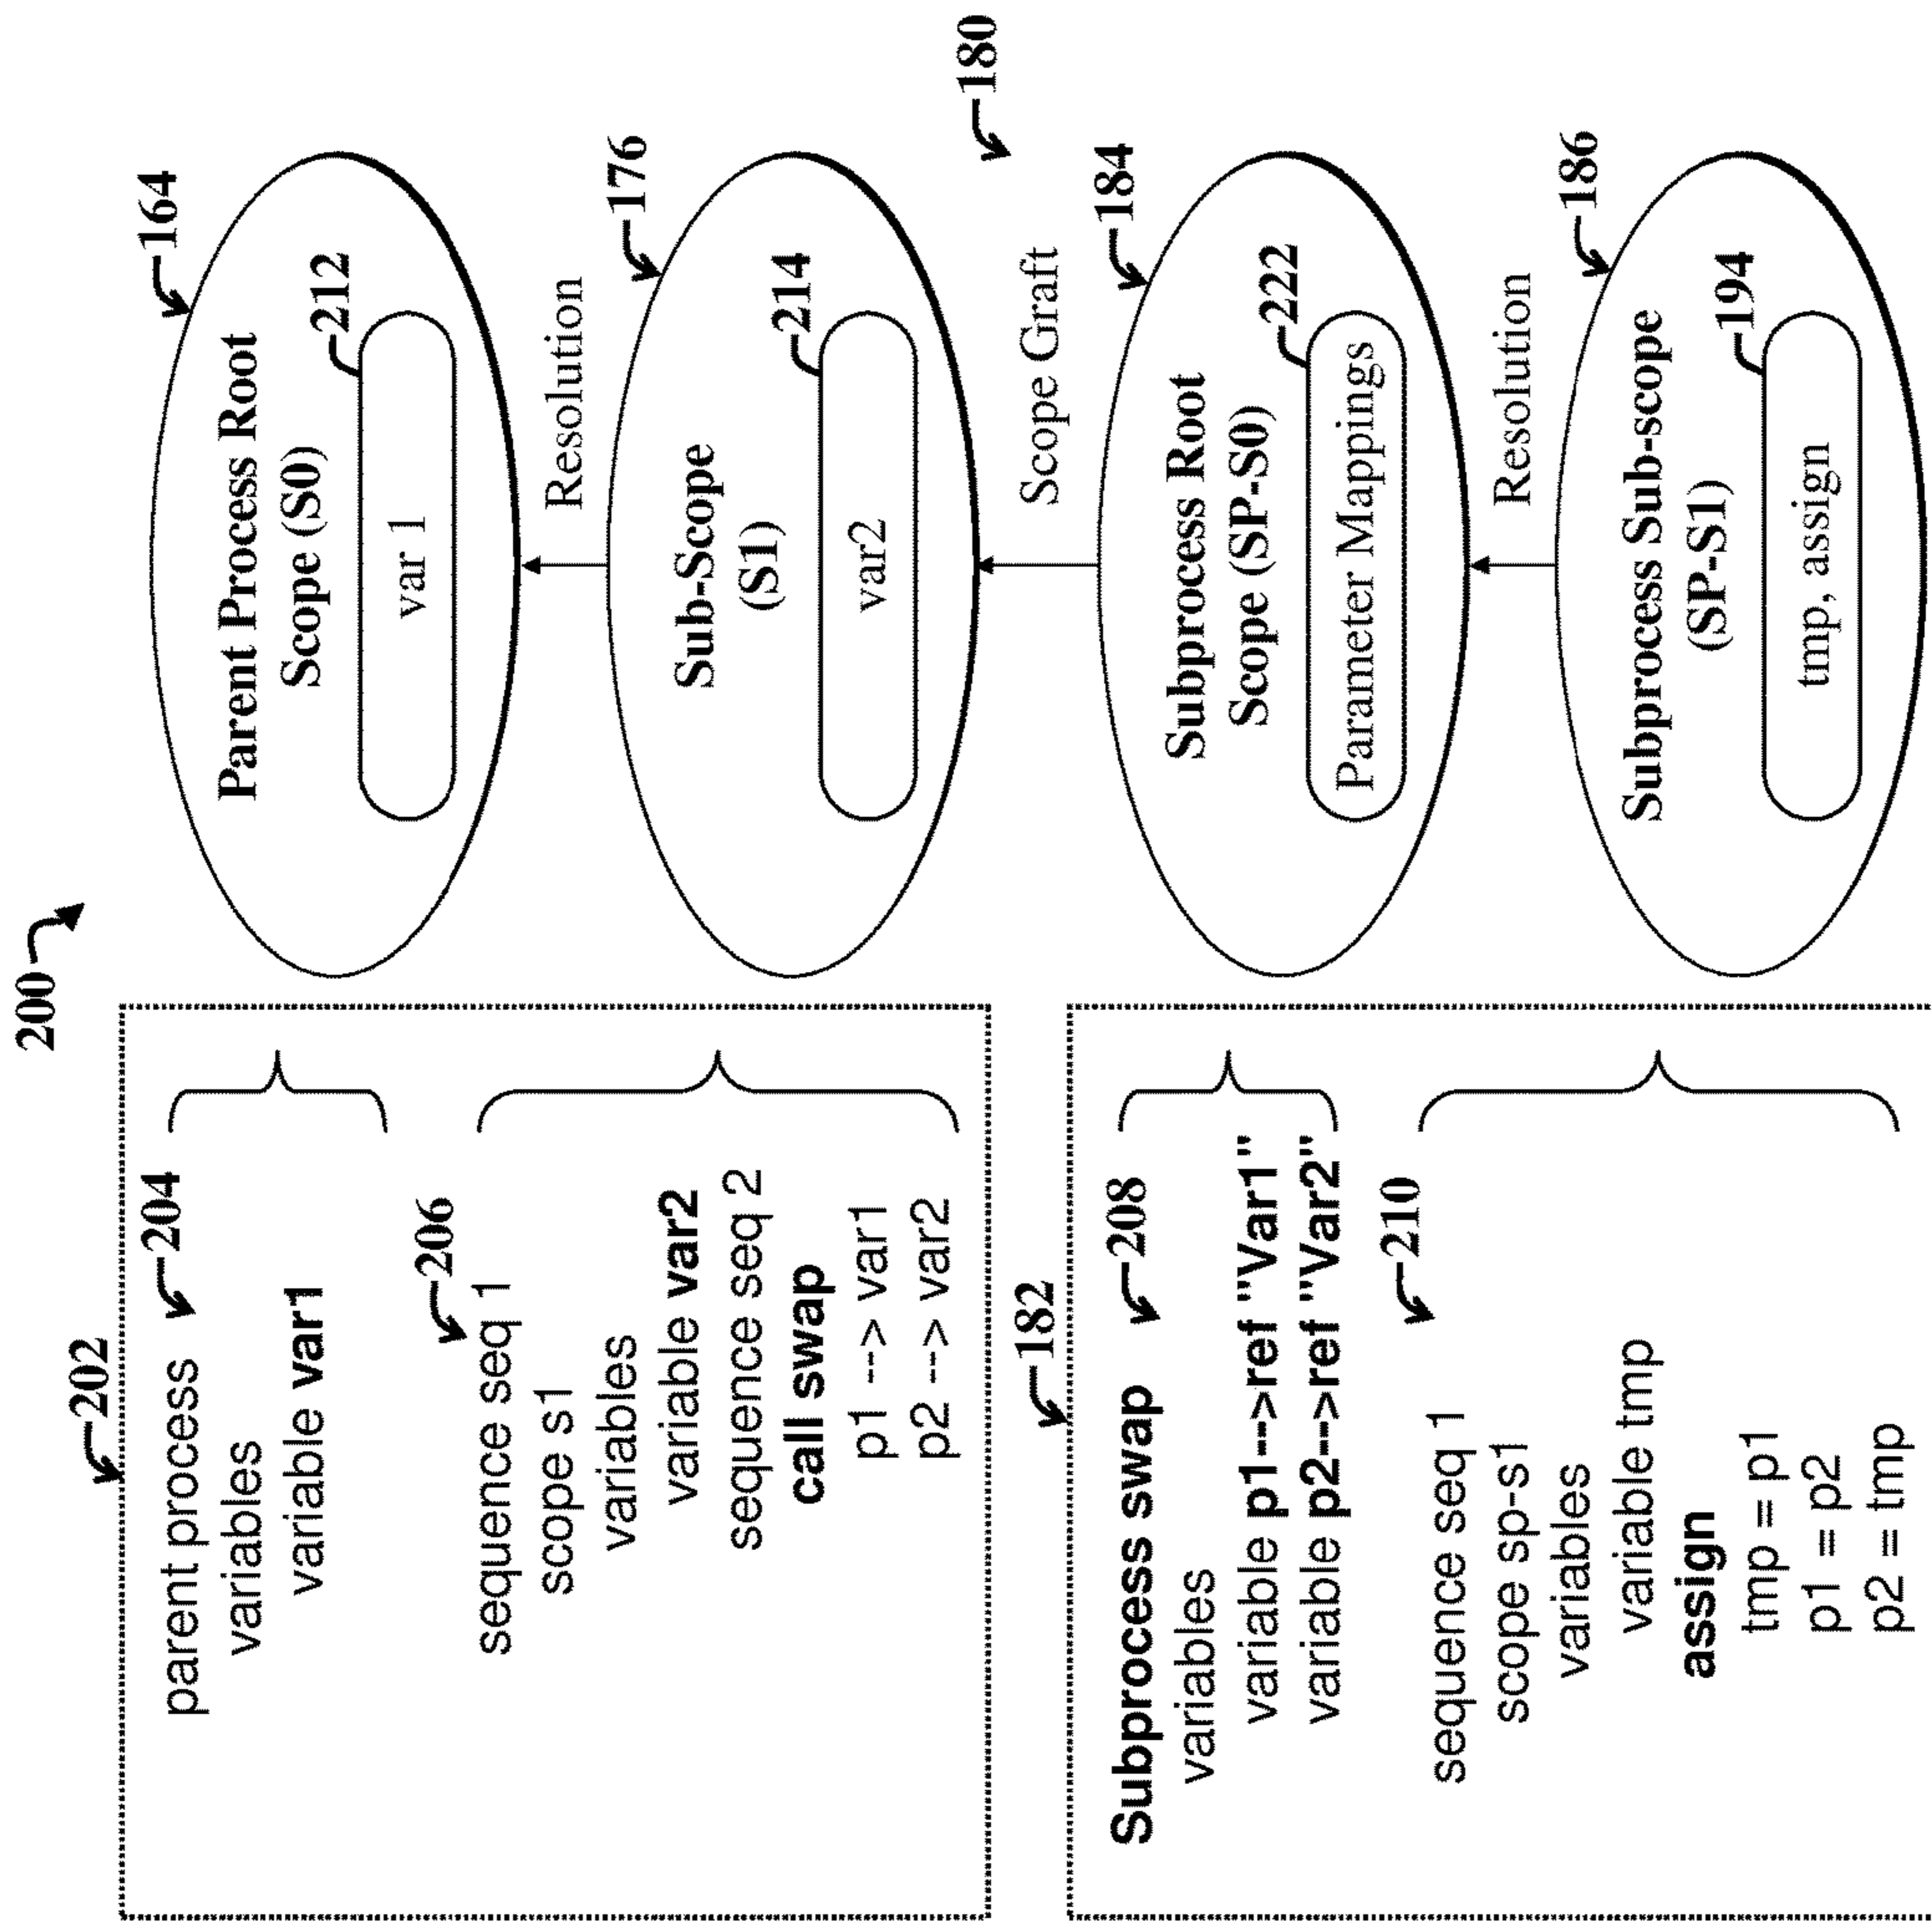 200
202
parent process
204
variables
variable var1
206
sequence seq 1
scope s1
variables
variable var2
sequence seq 2
call swap
p1 --> var1
p2 --> var2
182
Subprocess swap
208
variables
variable p1-->ref "Var1"
variable p2-->ref "Var2"
210
sequence seq 1
scope sp-s1
variables
variable tmp
assign
tmp = p1
p1 = p2
p2 = tmp
164
Parent Process Root
Scope (S0)
212
var 1
Resolution
176
Sub-Scope
(S1)
214
var2
180
Scope Graft
184
Subprocess Root
Scope (SP-S0)
222
Parameter Mappings
Resolution
186
Subprocess Sub-scope
(SP-S1)
194
tmp, assign